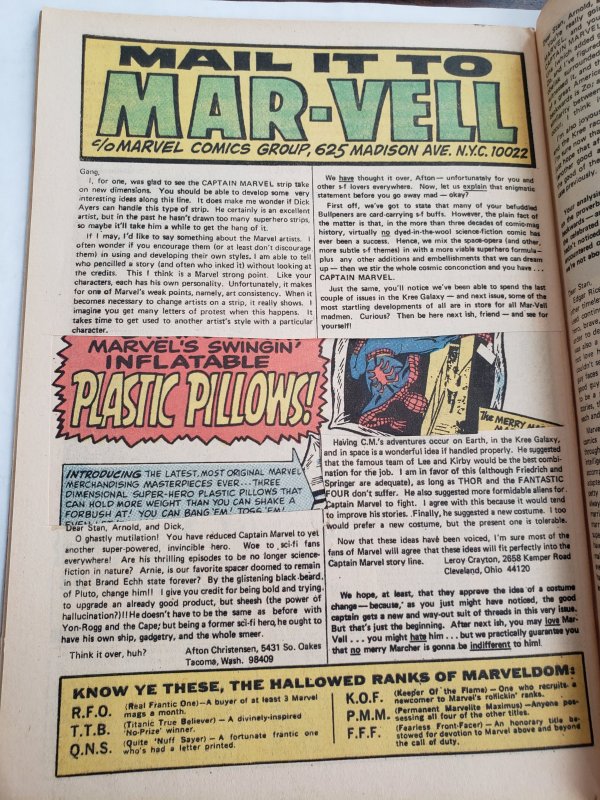 MAIL IT TO
MAR-VELL
c/o MARVEL COMICS GROUP, 625 MADISON AVE. N.Y.C. 10022
Gang,
I, for one, was glad to see the CAPTAIN MARVEL strip take
on new dimensions. You should be able to develop some very
interesting ideas along this line. It does make me wonder if Dick
Ayers can handle this type of strip. He certainly is an excellent
artist, but in the past he hasn't drawn too many superhero strips,
so maybe it'll take him a while to get the hang of it.
If I may, I'd like to say something about the Marvel artists. I
often wonder if you encourage them (or at least don't discourage
them) in using and developing their own styles. I am able to tell
who pencilled a story (and often who inked it) without looking at
the credits. This I think is a Marvel strong point. Like your
characters, each has his own personality. Unfortunately, it makes
for one of Marvel's weak points, namely, art consistency. When it
becomes necessary to change artists on a strip, it really shows. I
imagine you get many letters of protest when this happens. It
takes time to get used to another artist's style with a particular
character.
MARVEL'S SWINGIN'
INFLATABLE
PLASTIC PILLOWS!
INTRODUCING THE LATEST, MOST ORIGINAL MARVEL
MERCHANDISING MASTERPIECES EVER...THREE
DIMENSIONAL SUPER-HERO PLASTIC PILLOWS THAT
CAN HOLD MORE WEIGHT THAN YOU CAN SHAKE A
FORBUSH AT! YOU CAN BANG 'EM! TOSS 'EM!
Dear Stan, Arnold, and Dick,
O ghastly mutilation! You have reduced Captain Marvel to yet
another super-powered, invincible hero. Woe to sci-fi fans
everywhere! Are his thrilling episodes to be no longer science-
fiction in nature? Arnie, is our favorite spacer doomed to remain
in that Brand Echh state forever? By the glistening black-beard
of Pluto, change him!! I give you credit for being bold and trying
to upgrade an already good product, but sheesh (the power of
hallucination?)!! He doesn't have to be the same as before with
Yon-Rogg and the Cape; but being a former sci-fi hero, he ought to
have his own ship, gadgetry, and the whole smeer.
Think it over, huh?
Afton Christensen, 5431 So. Oakes
Tacoma, Wash. 98409
We have thought it over, Afton — unfortunately for you and
other s-f lovers everywhere. Now, let us explain that enigmatic
statement before you go away mad — okay?
First off, we've got to state that many of your befuddled
Bullpeners are card-carrying s-f buffs. However, the plain fact of
the matter is that, in the more than three decades of comic-mag
history, virtually no dyed-in-the-wool science-fiction comic has
ever been a success. Hence, we mix the space-opera (and other,
more subtle s-f themes) in with a more viable superhero formula —
plus any other additions and embellishments that we can dream
up — then we stir the whole cosmic conconction and you have . . .
CAPTAIN MARVEL.
Just the same, you'll notice we've been able to spend the last
couple of issues in the Kree Galaxy — and next issue, some of the
most startling developments of all are in store for all Mar-Vell
madmen. Curious? Then be here next ish, friend — and see for
yourself!
The MERRY
Having C.M.'s adventures occur on Earth, in the Kree Galaxy,
and in space is a wonderful idea if handled properly. He suggested
that the famous team of Lee and Kirby would be the best combi-
nation for the job. I am in favor of this (although Friedrich and
Springer are adequate), as long as THOR and the FANTASTIC
FOUR don't suffer. He also suggested more formidable aliens for
Captain Marvel to fight. I agree with this because it would tend
to improve his stories. Finally, he suggested a new costume. I too
would prefer a new costume, but the present one is tolerable.
Now that these ideas have been voiced, I'm sure most of the
fans of Marvel will agree that these ideas will fit perfectly into the
Captain Marvel story line.
Leroy Crayton, 2658 Kemper Road
Cleveland, Ohio 44120
We hope, at least, that they approve the idea of a costume
change — because,' as you just might have noticed, the good
captain gets a new and way-out suit of threads in this very issue.
But that's just the beginning. After next ish, you may love Mar-
Vell . . . you might hate him . . . but we practically guarantee you
that no merry Marcher is gonna be indifferent to him!
KNOW YE THESE, THE HALLOWED RANKS OF MARVELDOM:
R.F.O. (Real Frantic One) — A buyer of at least 3 Marvel
mags a month.
T.T.B. (Titanic True Believer) — A divinely-inspired
'No-Prize' winner.
Q.N.S. (Quite 'Nuff Sayer) — A fortunate frantic one
who's had a letter printed.
K.O.F. (Keeper Of the Flame) — One who recruits a
newcomer to Marvel's rollickin' ranks.
P.M.M. (Permanent Marvelite Maximus) — Anyone pos-
sessing all four of the other titles.
F.F.F. (Fearless Front-Facer) — An honorary title be-
stowed for devotion to Marvel above and beyond
the call of duty.